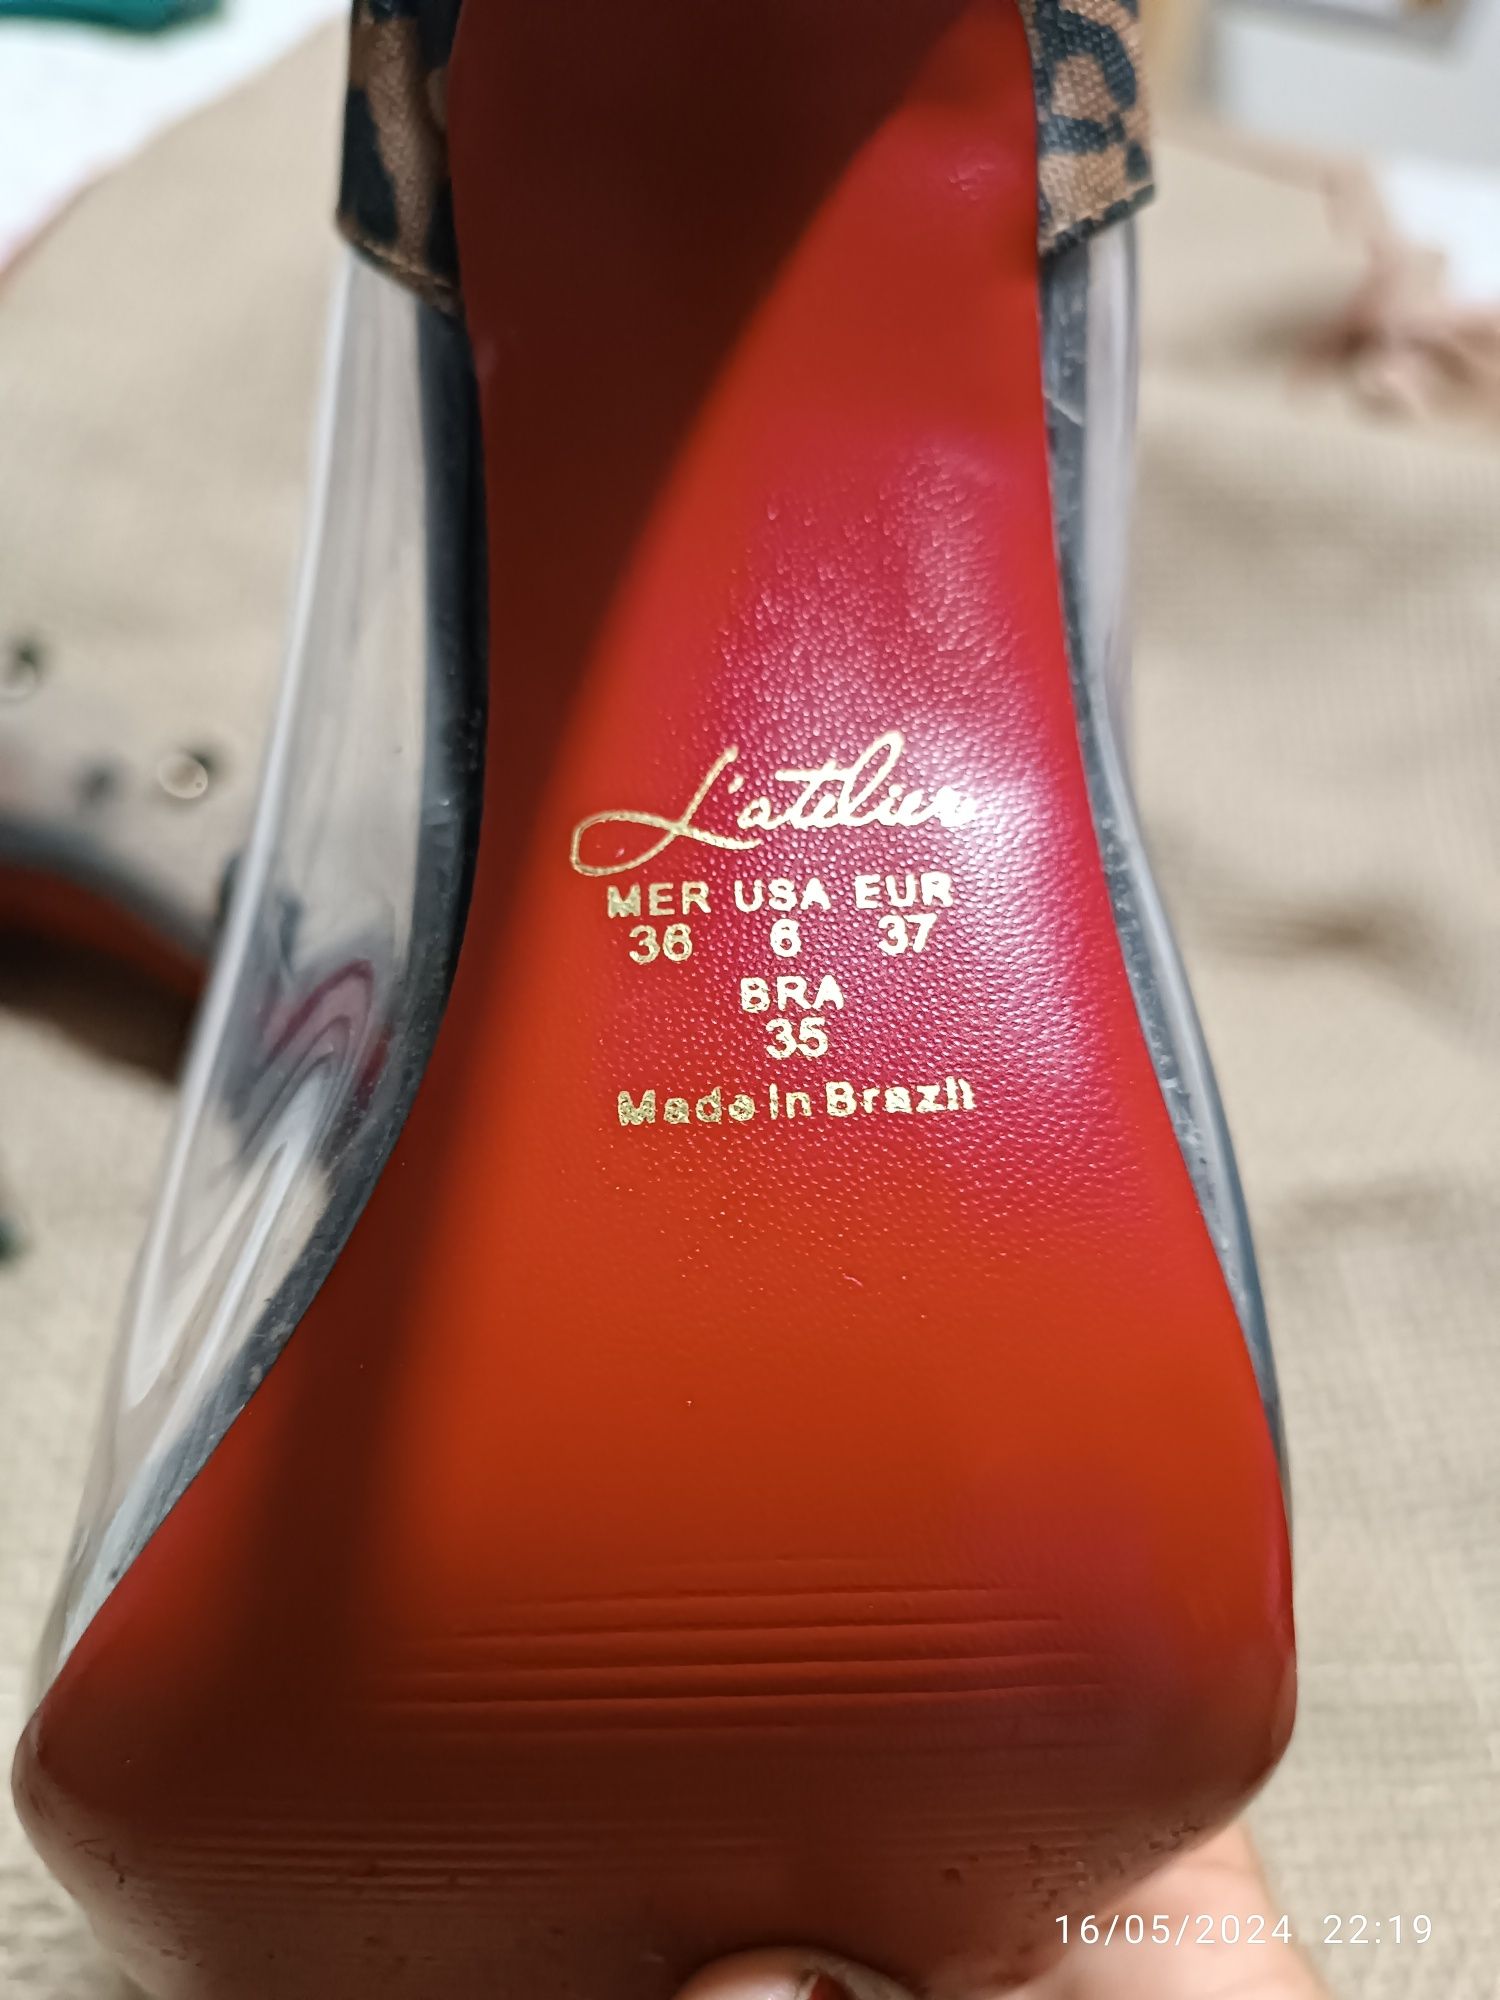 L'atelier
MER USA EUR
36 6 37
BRA
35
Made in Brazil
16/05/2024 22:19